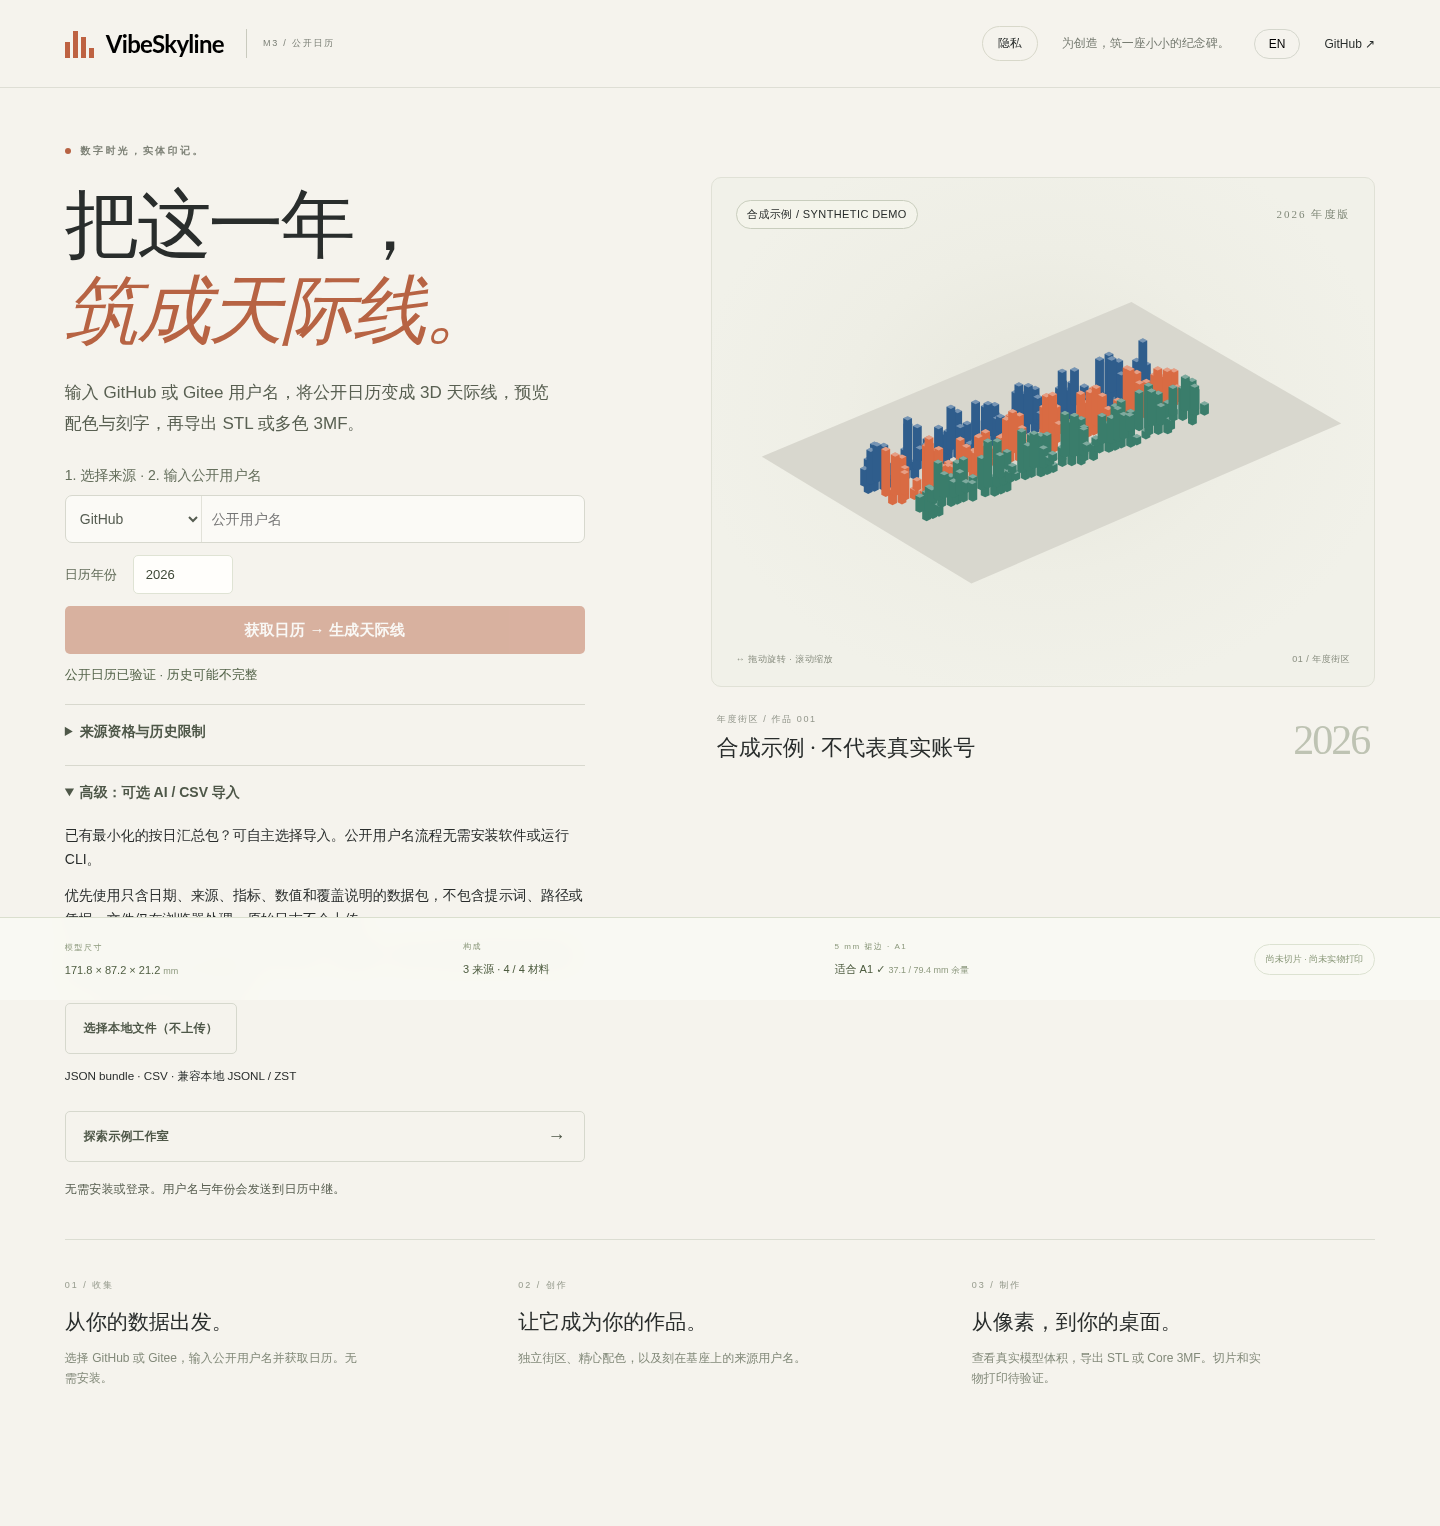 VibeSkyline
M3 / 公开日历
隐私
为创造，筑一座小小的纪念碑。
EN
GitHub ↗
数字时光，实体印记。
把这一年，
筑成天际线。
输入 GitHub 或 Gitee 用户名，将公开日历变成 3D 天际线，预览
配色与刻字，再导出 STL 或多色 3MF。
1. 选择来源 · 2. 输入公开用户名
GitHub
公开用户名
日历年份
2026
获取日历 → 生成天际线
公开日历已验证 · 历史可能不完整
来源资格与历史限制
高级：可选 AI / CSV 导入
已有最小化的按日汇总包？可自主选择导入。公开用户名流程无需安装软件或运行
CLI。
优先使用只含日期、来源、指标、数值和覆盖说明的数据包，不包含提示词、路径或
合成示例 / SYNTHETIC DEMO
2026 年度版
↔ 拖动旋转 · 滚动缩放
01 / 年度街区
年度街区 / 作品 001
合成示例 · 不代表真实账号
2026
模型尺寸
171.8 × 87.2 × 21.2 mm
构成
3 来源 · 4 / 4 材料
5 mm 裙边 · A1
适合 A1 ✓ 37.1 / 79.4 mm 余量
尚未切片 · 尚未实物打印
选择本地文件（不上传）
JSON bundle · CSV · 兼容本地 JSONL / ZST
探索示例工作室 →
无需安装或登录。用户名与年份会发送到日历中继。
01 / 收集
从你的数据出发。
选择 GitHub 或 Gitee，输入公开用户名并获取日历。无
需安装。
02 / 创作
让它成为你的作品。
独立街区、精心配色，以及刻在基座上的来源用户名。
03 / 制作
从像素，到你的桌面。
查看真实模型体积，导出 STL 或 Core 3MF。切片和实
物打印待验证。